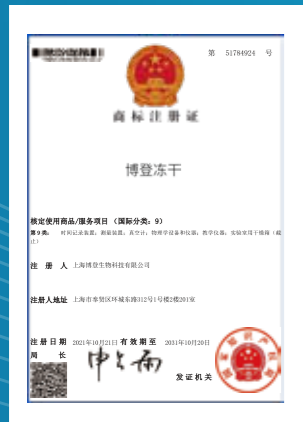 第 51784924 号
商标注册证
博登冻干
核定使用商品/服务项目（国际分类：9）
第9类： 时间记录装置；测量装置；真空计；物理学设备和仪器；教学仪器；实验室用干燥箱（截
止）
注 册 人 上海博登生物科技有限公司
注册人地址 上海市奉贤区环城东路312号1号楼2楼201室
注册日期 2021年10月21日 有效期至 2031年10月20日
局 长
发证机关